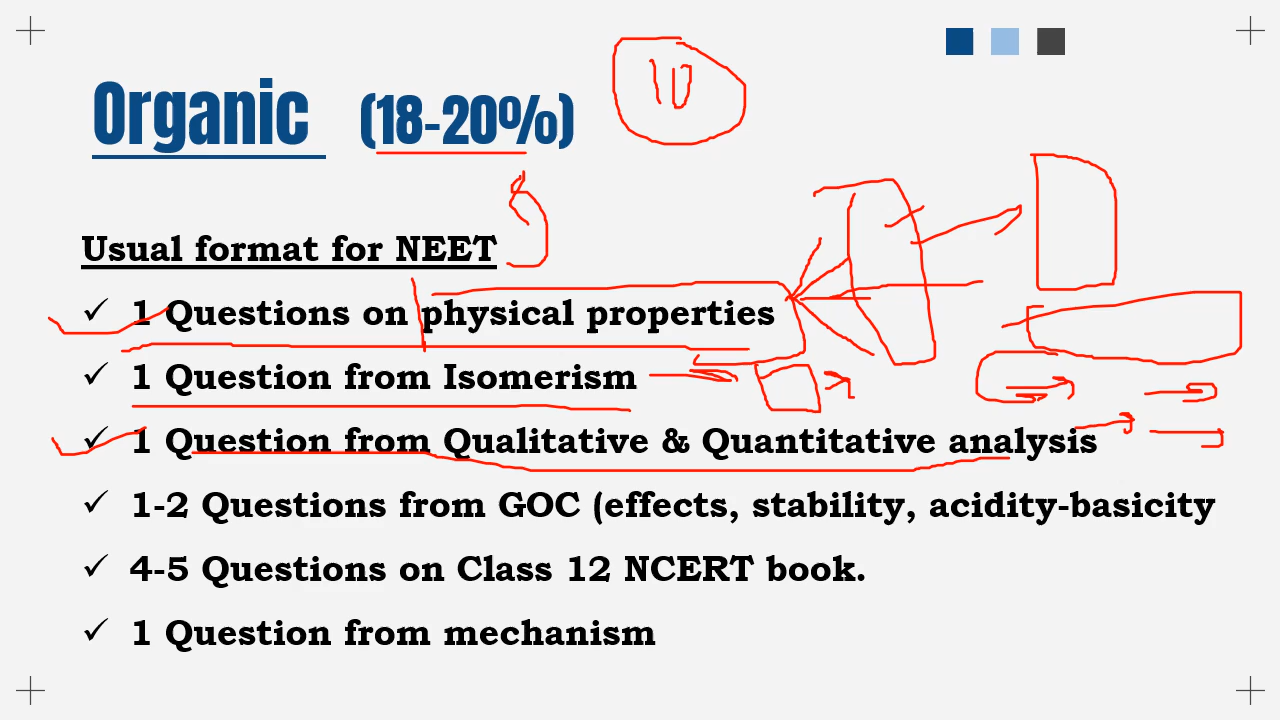 Organic (18-20%)
Usual format for NEET
✓ 1 Questions on physical properties
✓ 1 Question from Isomerism
✓ 1 Question from Qualitative & Quantitative analysis
✓ 1-2 Questions from GOC (effects, stability, acidity-basicity
✓ 4-5 Questions on Class 12 NCERT book.
✓ 1 Question from mechanism